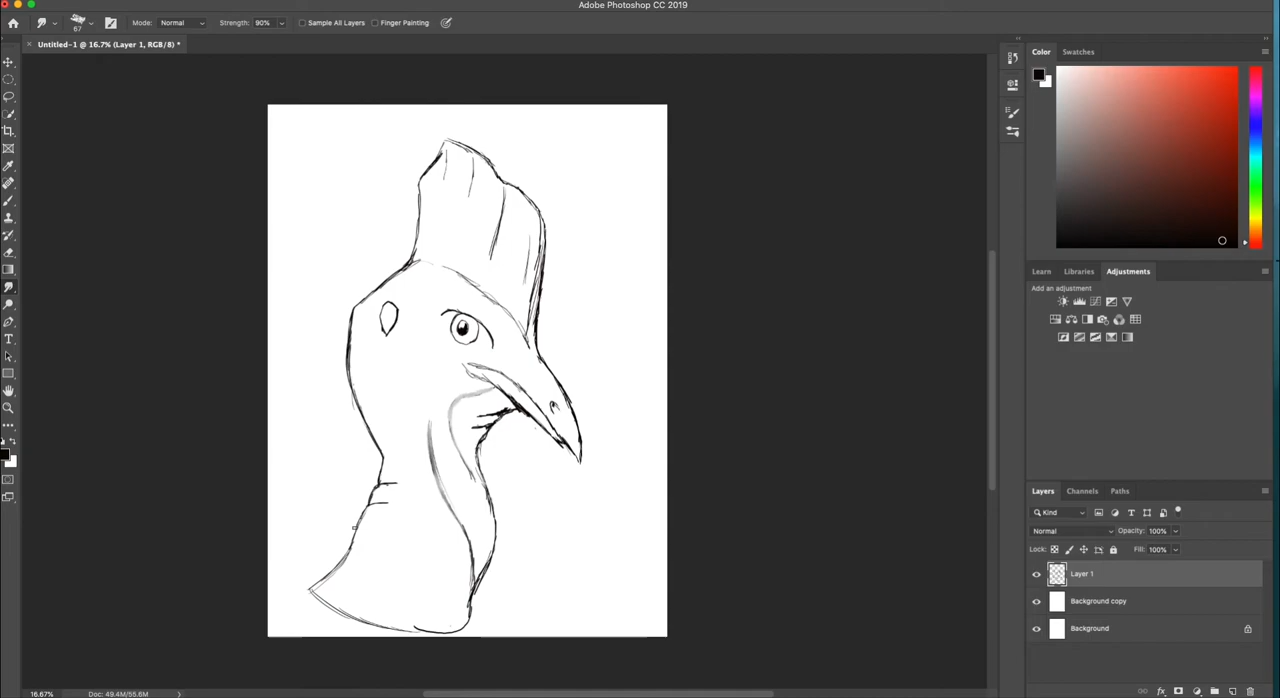 Adobe Photoshop CC 2019
67
Mode: Normal
Strength: 90%
Sample All Layers
Finger Painting
Untitled-1 @ 16.7% (Layer 1, RGB/8) *
Color
Swatches
Learn
Libraries
Adjustments
Add an adjustment
Layers
Channels
Paths
Kind
Normal
Opacity: 100%
Lock:
Fill: 100%
Layer 1
Background copy
Background
16.67%
Doc: 49.4M/55.6M